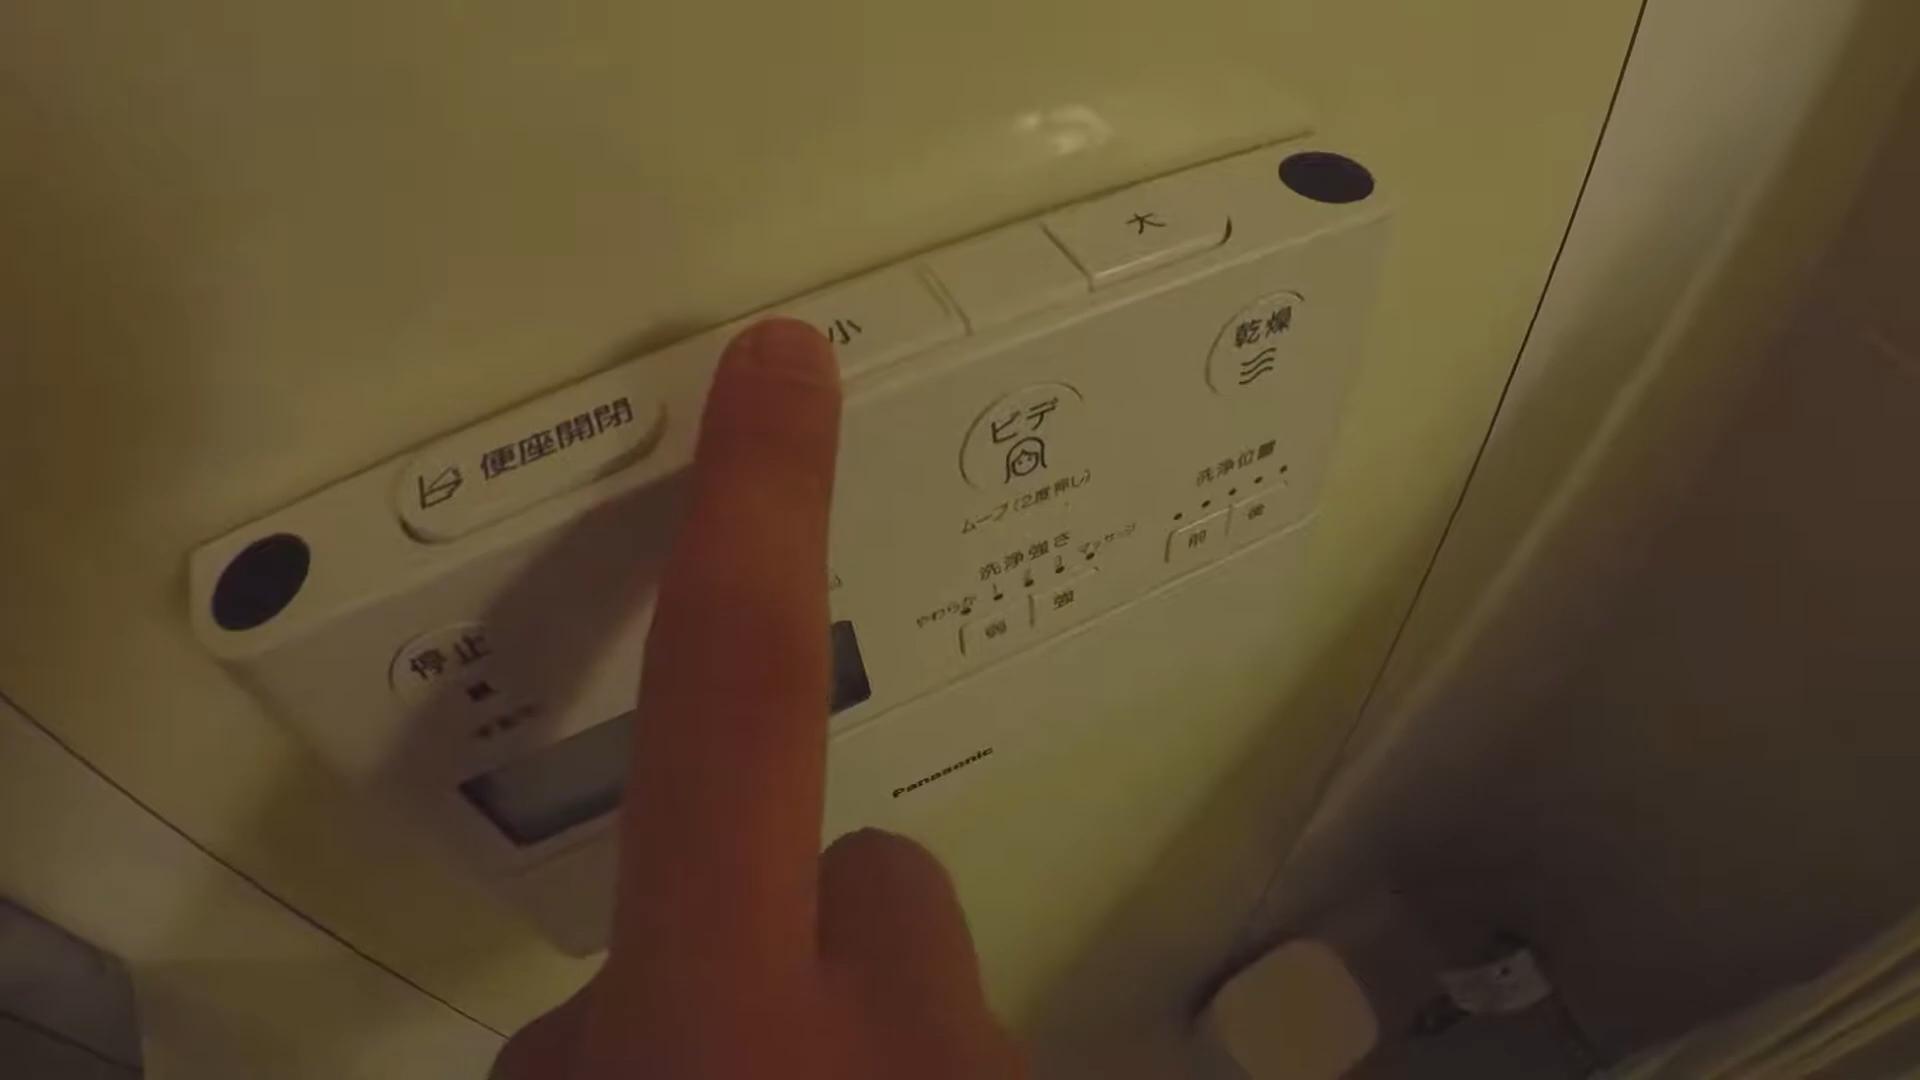 大
小
便座開閉
乾燥
ビデ
ムーブ(2度押し)
洗浄位置
前 後
停止
洗浄強さ
やわらか マッサージ
弱 強
Panasonic